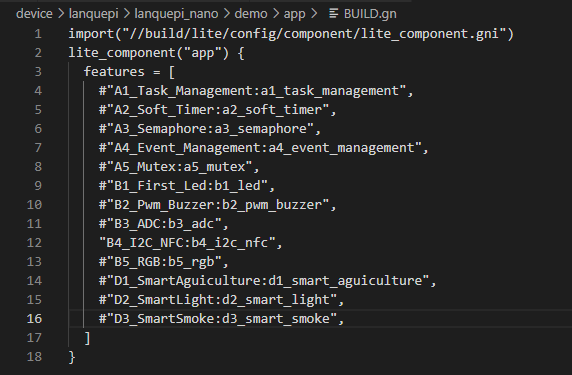 device > lanquepi > lanquepi_nano > demo > app > BUILD.gn
1 import("//build/lite/config/component/lite_component.gni")
2 lite_component("app") {
3 features = [
4 #"A1_Task_Management:a1_task_management",
5 #"A2_Soft_Timer:a2_soft_timer",
6 #"A3_Semaphore:a3_semaphore",
7 #"A4_Event_Management:a4_event_management",
8 #"A5_Mutex:a5_mutex",
9 #"B1_First_Led:b1_led",
10 #"B2_Pwm_Buzzer:b2_pwm_buzzer",
11 #"B3_ADC:b3_adc",
12 "B4_I2C_NFC:b4_i2c_nfc",
13 #"B5_RGB:b5_rgb",
14 #"D1_SmartAguiculture:d1_smart_aguiculture",
15 #"D2_SmartLight:d2_smart_light",
16 #"D3_SmartSmoke:d3_smart_smoke",
17 ]
18 }